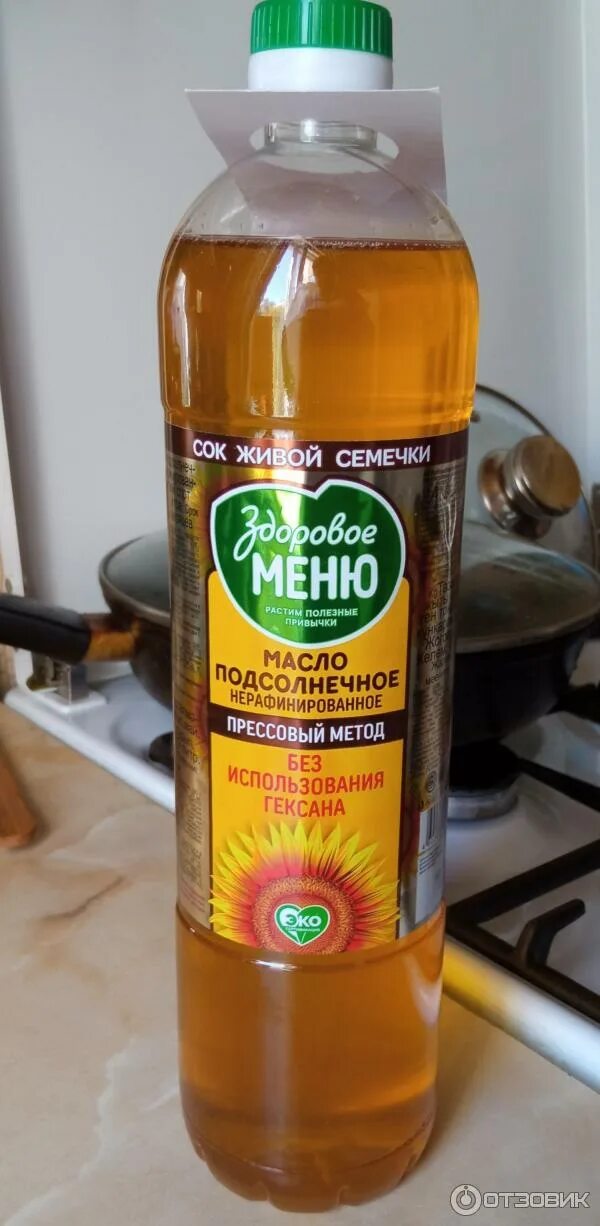 СОК ЖИВОЙ СЕМЕЧКИ
Здоровое
МЕНЮ
РАСТИМ ПОЛЕЗНЫЕ
ПРИВЫЧКИ
МАСЛО
ПОДСОЛНЕЧНОЕ
НЕРАФИНИРОВАННОЕ
ПРЕССОВЫЙ МЕТОД
БЕЗ
ИСПОЛЬЗОВАНИЯ
ГЕКСАНА
Эко
ОТЗОВИК